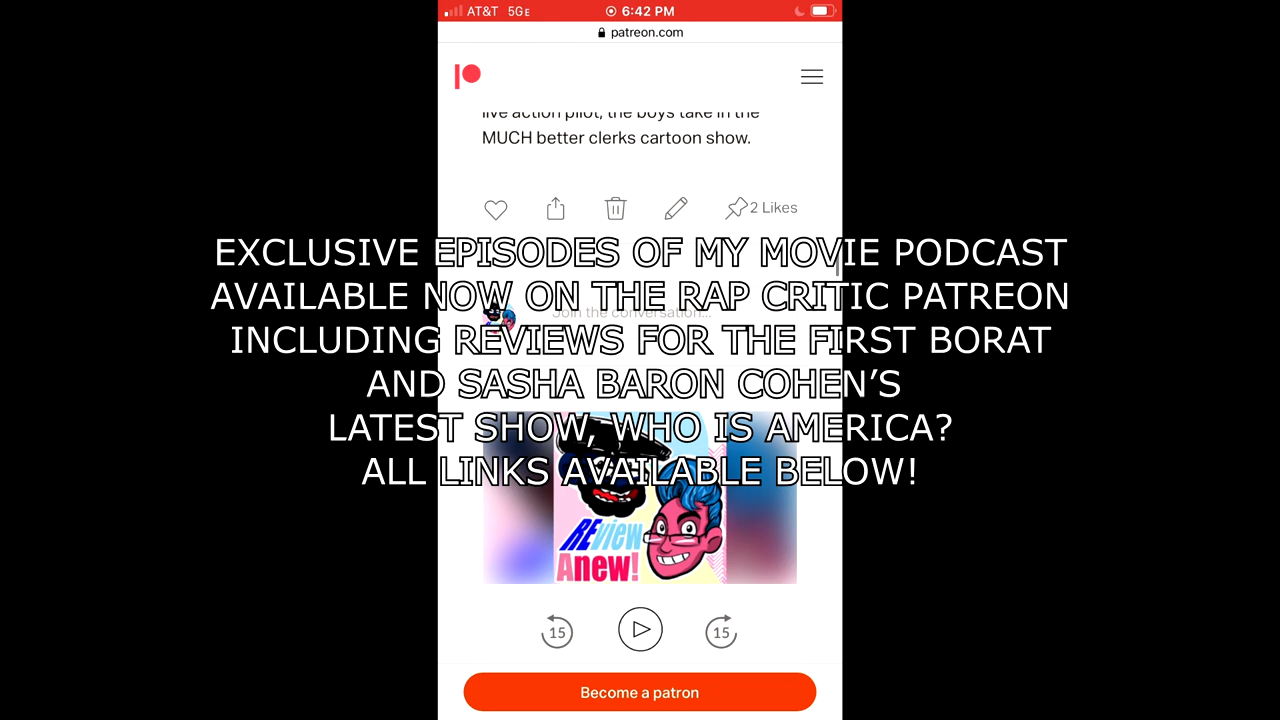 AT&T 5GE 6:42 PM
patreon.com
live action pilot, the boys take in the
MUCH better clerks cartoon show.
2 Likes
EXCLUSIVE EPISODES OF MY MOVIE PODCAST
AVAILABLE NOW ON THE RAP CRITIC PATREON
Join the conversation...
INCLUDING REVIEWS FOR THE FIRST BORAT
AND SASHA BARON COHEN’S
LATEST SHOW, WHO IS AMERICA?
ALL LINKS AVAILABLE BELOW!
REview
Anew!
15 15
Become a patron